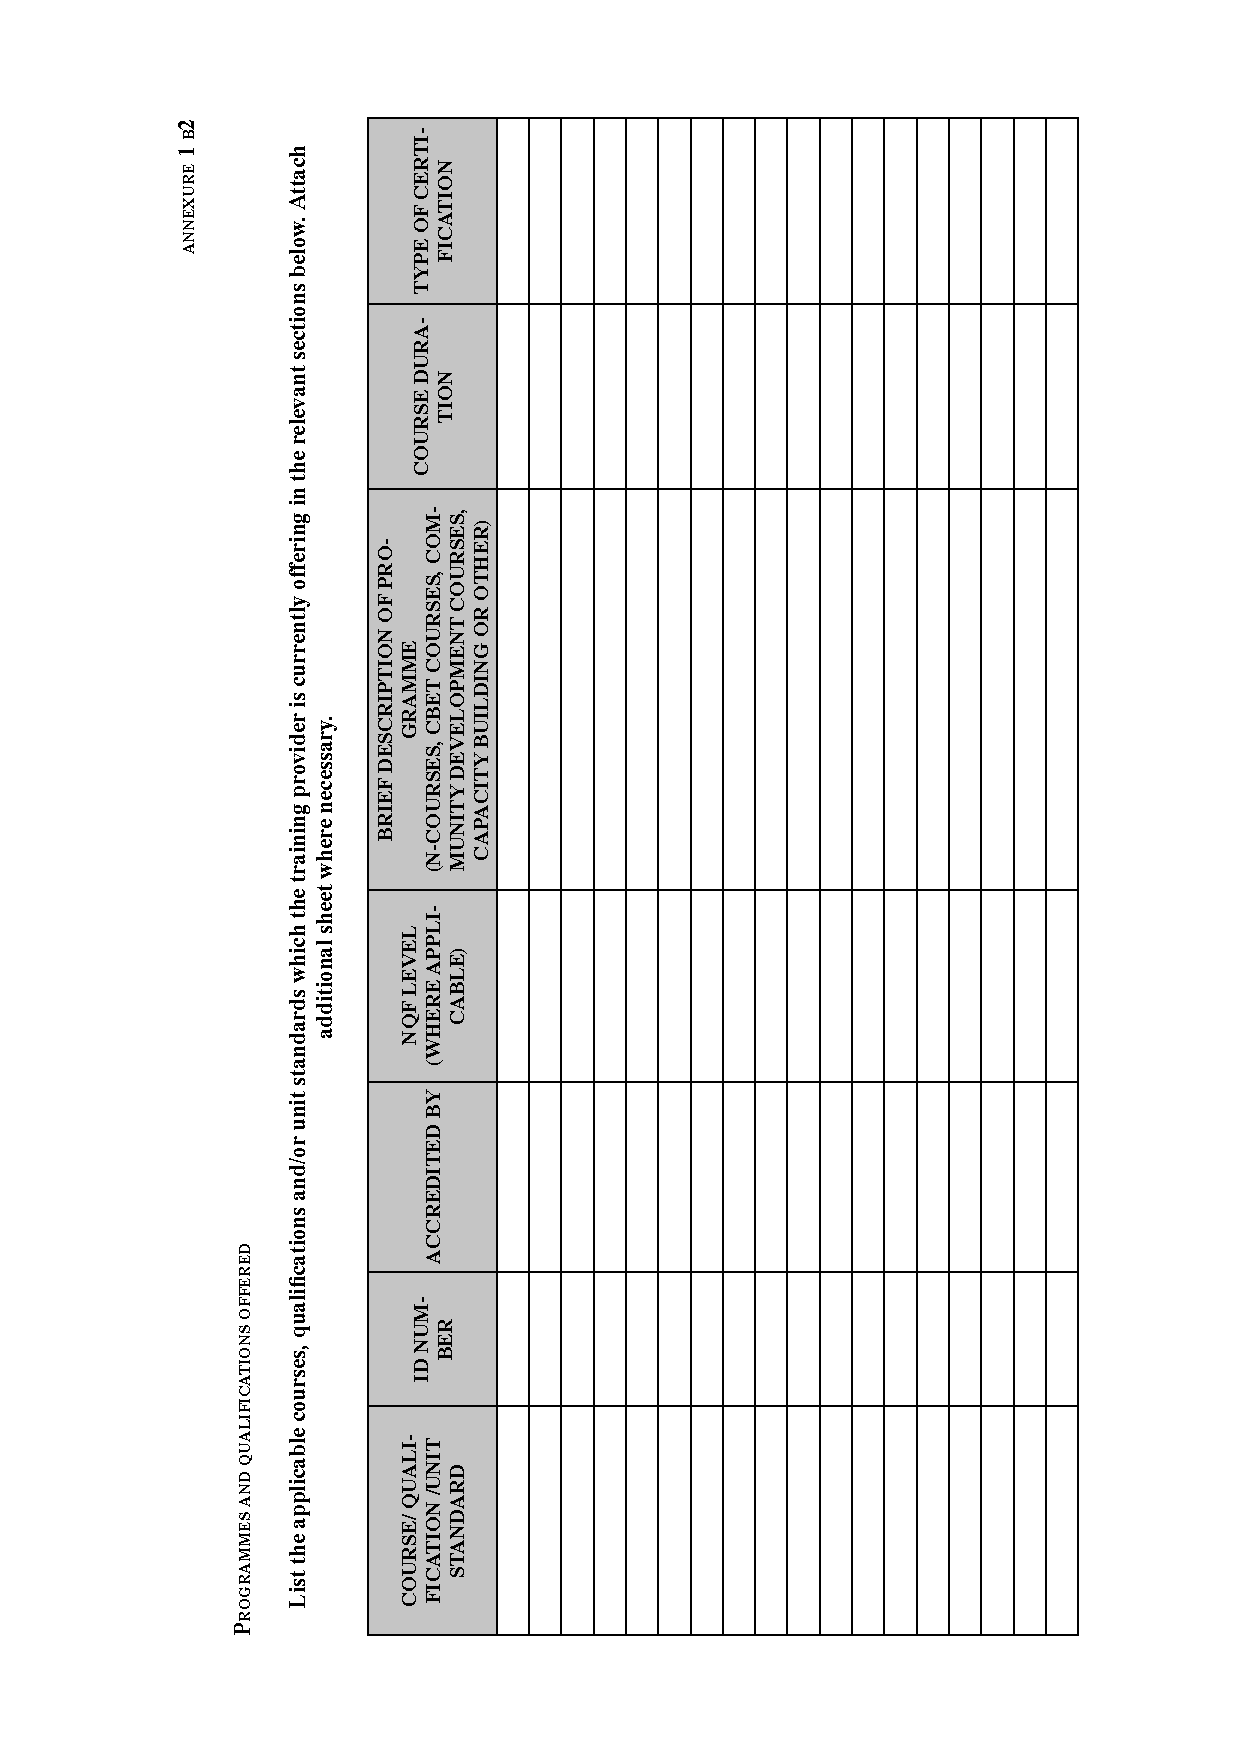 ANNEXURE 1 B2
PROGRAMMES AND QUALIFICATIONS OFFERED
List the applicable courses, qualifications and/or unit standards which the training provider is currently offering in the relevant sections below. Attach
additional sheet where necessary.
COURSE/ QUALI-
FICATION /UNIT
STANDARD
ID NUM-
BER
ACCREDITED BY
NQF LEVEL
(WHERE APPLI-
CABLE)
BRIEF DESCRIPTION OF PRO-
GRAMME
(N-COURSES, CBET COURSES, COM-
MUNITY DEVELOPMENT COURSES,
CAPACITY BUILDING OR OTHER)
COURSE DURA-
TION
TYPE OF CERTI-
FICATION